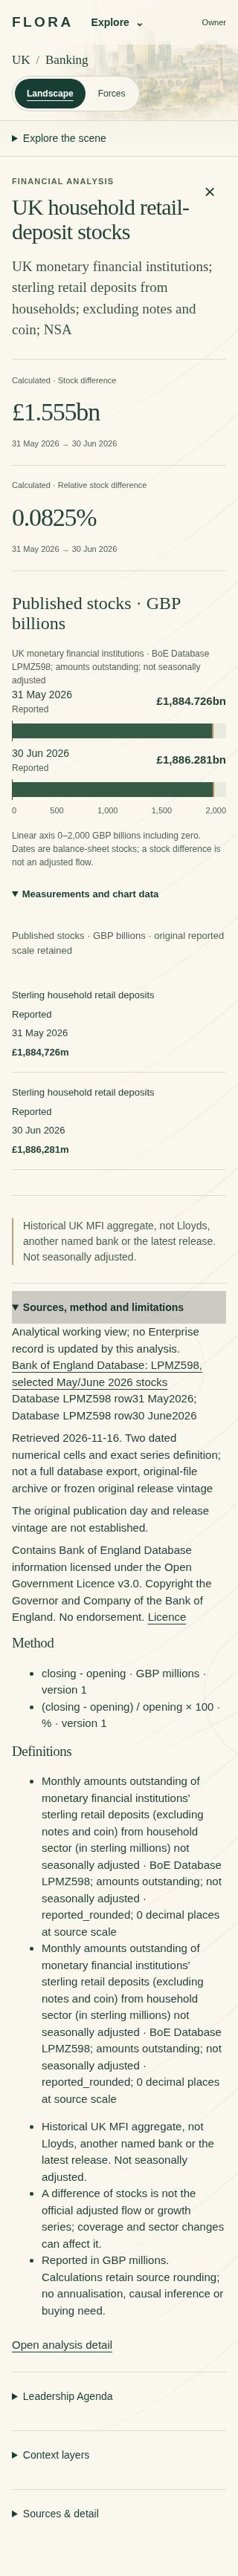 FLORA Explore Owner
UK / Banking
Landscape Forces
Explore the scene
FINANCIAL ANALYSIS
UK household retail-
deposit stocks
UK monetary financial institutions;
sterling retail deposits from
households; excluding notes and
coin; NSA
Calculated · Stock difference
£1.555bn
31 May 2026 → 30 Jun 2026
Calculated · Relative stock difference
0.0825%
31 May 2026 → 30 Jun 2026
Published stocks · GBP
billions
UK monetary financial institutions · BoE Database
LPMZ598; amounts outstanding; not seasonally
adjusted
31 May 2026
Reported
£1,884.726bn
30 Jun 2026
Reported
£1,886.281bn
0 500 1,000 1,500 2,000
Linear axis 0–2,000 GBP billions including zero.
Dates are balance-sheet stocks; a stock difference is
not an adjusted flow.
Measurements and chart data
Published stocks · GBP billions · original reported
scale retained
Sterling household retail deposits
Reported
31 May 2026
£1,884,726m
Sterling household retail deposits
Reported
30 Jun 2026
£1,886,281m
Historical UK MFI aggregate, not Lloyds,
another named bank or the latest release.
Not seasonally adjusted.
Sources, method and limitations
Analytical working view; no Enterprise
record is updated by this analysis.
Bank of England Database: LPMZ598,
selected May/June 2026 stocks
Database LPMZ598 row31 May2026;
Database LPMZ598 row30 June2026
Retrieved 2026-11-16. Two dated
numerical cells and exact series definition;
not a full database export, original-file
archive or frozen original release vintage
The original publication day and release
vintage are not established.
Contains Bank of England Database
information licensed under the Open
Government Licence v3.0. Copyright the
Governor and Company of the Bank of
England. No endorsement. Licence
Method
• closing - opening · GBP millions ·
version 1
• (closing - opening) / opening × 100 ·
% · version 1
Definitions
• Monthly amounts outstanding of
monetary financial institutions'
sterling retail deposits (excluding
notes and coin) from household
sector (in sterling millions) not
seasonally adjusted · BoE Database
LPMZ598; amounts outstanding; not
seasonally adjusted ·
reported_rounded; 0 decimal places
at source scale
• Monthly amounts outstanding of
monetary financial institutions'
sterling retail deposits (excluding
notes and coin) from household
sector (in sterling millions) not
seasonally adjusted · BoE Database
LPMZ598; amounts outstanding; not
seasonally adjusted ·
reported_rounded; 0 decimal places
at source scale
• Historical UK MFI aggregate, not
Lloyds, another named bank or the
latest release. Not seasonally
adjusted.
• A difference of stocks is not the
official adjusted flow or growth
series; coverage and sector changes
can affect it.
• Reported in GBP millions.
Calculations retain source rounding;
no annualisation, causal inference or
buying need.
Open analysis detail
Leadership Agenda
Context layers
Sources & detail